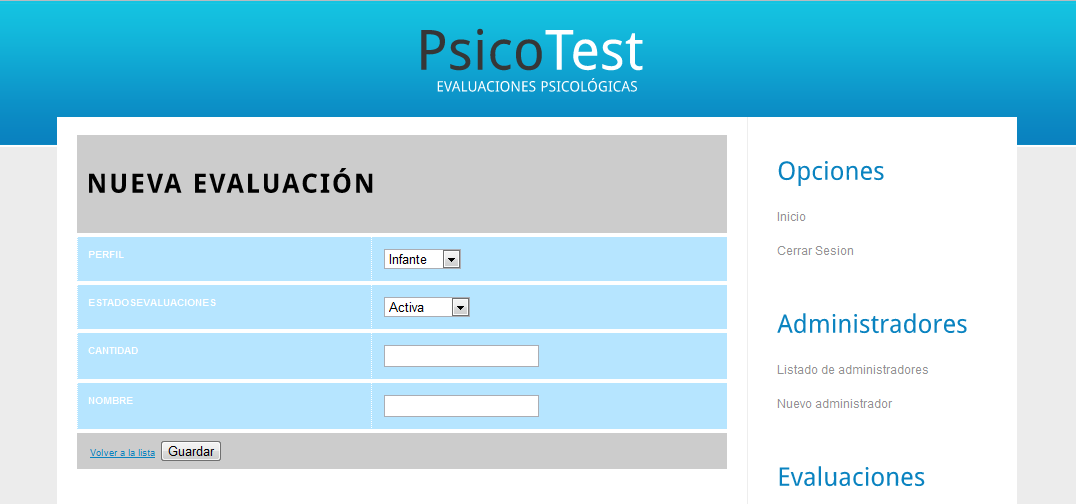 PsicoTest
EVALUACIONES PSICOLÓGICAS
NUEVA EVALUACIÓN
PERFIL
Infante
ESTADOSEVALUACIONES
Activa
CANTIDAD
NOMBRE
Volver a la lista Guardar
Opciones
Inicio
Cerrar Sesion
Administradores
Listado de administradores
Nuevo administrador
Evaluaciones